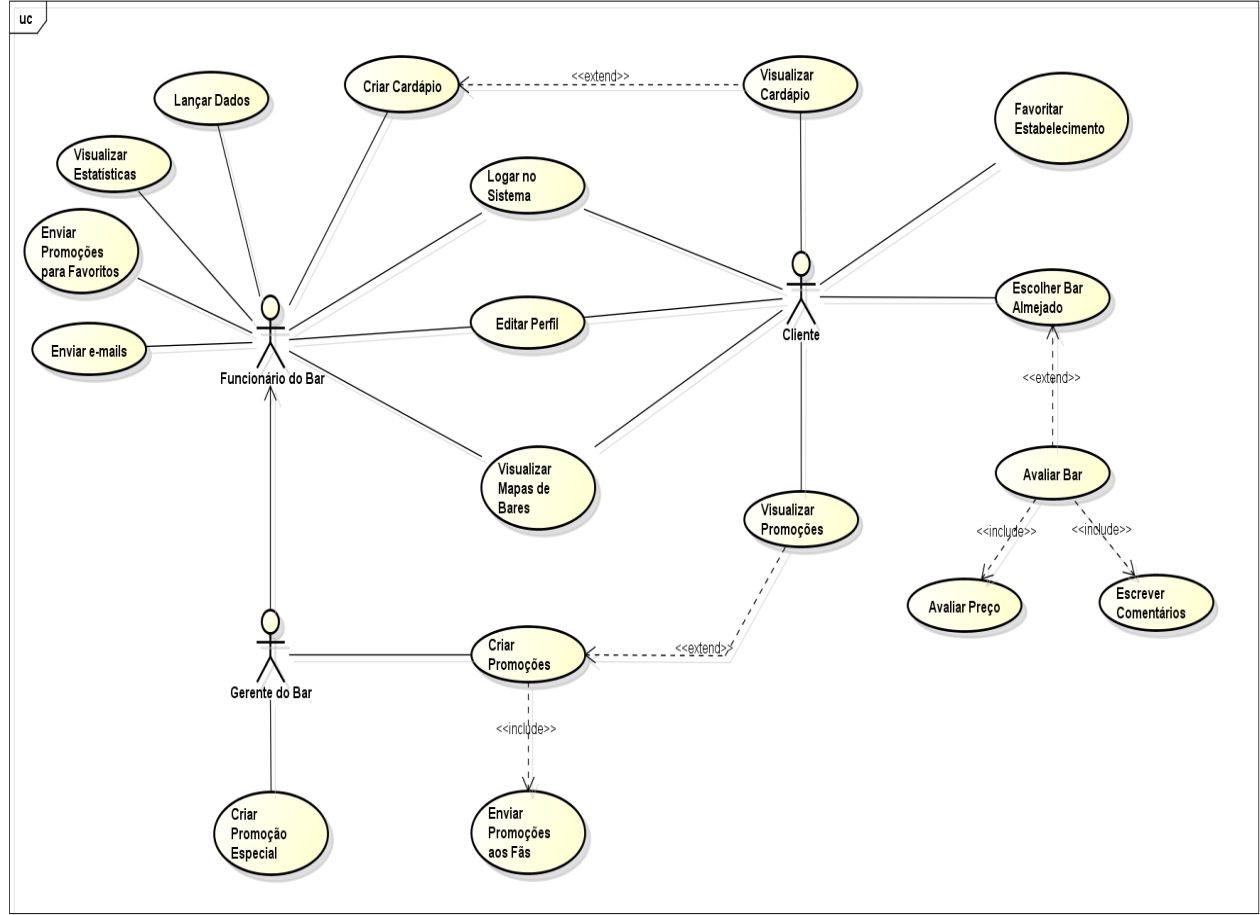 uc
Lançar Dados
Criar Cardápio
<<extend>>
Visualizar
Cardápio
Favoritar
Estabelecimento
Visualizar
Estatísticas
Logar no
Sistema
Enviar
Promoções
para Favoritos
Enviar e-mails
Funcionário do Bar
Editar Perfil
Cliente
Escolher Bar
Almejado
<<extend>>
Visualizar
Mapas de
Bares
Avaliar Bar
Visualizar
Promoções
<<include>>
<<include>>
Avaliar Preço
Escrever
Comentários
Gerente do Bar
Criar
Promoções
<<extend>>
<<include>>
Criar
Promoção
Especial
Enviar
Promoções
aos Fãs